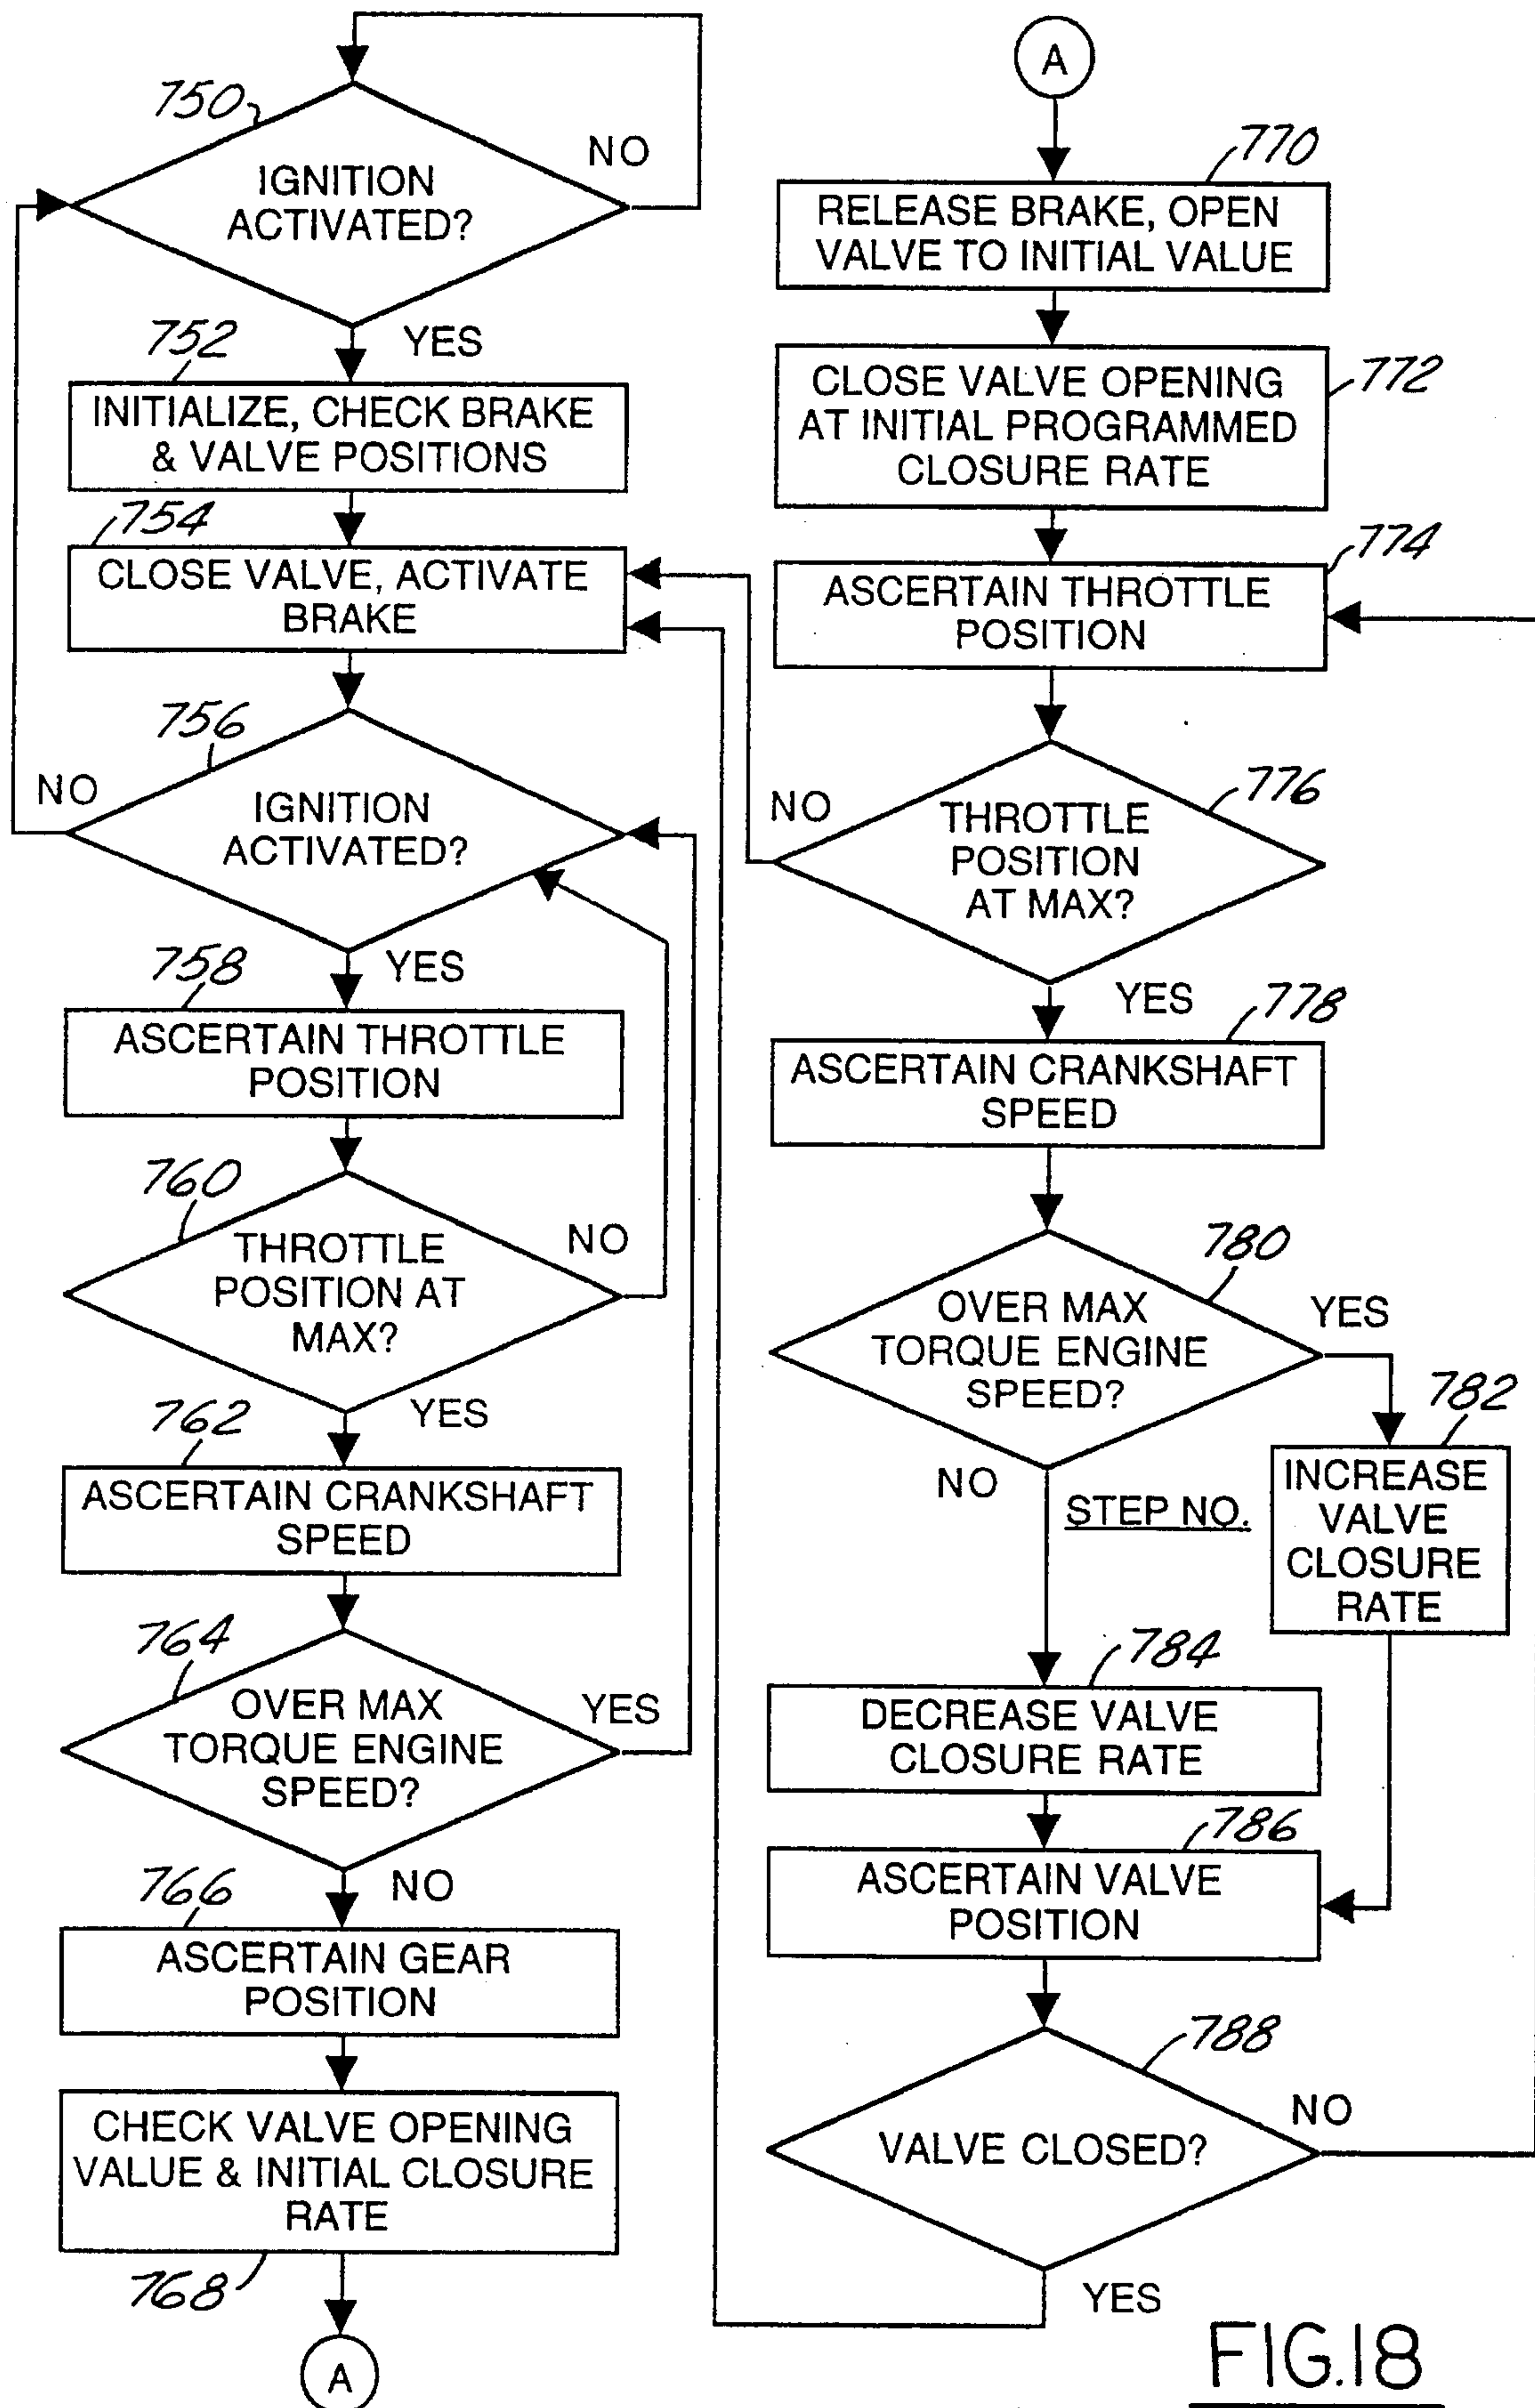 750
NO
IGNITION
ACTIVATED?
YES
752
INITIALIZE, CHECK BRAKE
& VALVE POSITIONS
754
CLOSE VALVE, ACTIVATE
BRAKE
756
NO
IGNITION
ACTIVATED?
YES
758
ASCERTAIN THROTTLE
POSITION
760
NO
THROTTLE
POSITION AT
MAX?
YES
762
ASCERTAIN CRANKSHAFT
SPEED
764
OVER MAX
TORQUE ENGINE
SPEED?
YES
NO
766
ASCERTAIN GEAR
POSITION
CHECK VALVE OPENING
VALUE & INITIAL CLOSURE
RATE
768
A
A
770
RELEASE BRAKE, OPEN
VALVE TO INITIAL VALUE
772
CLOSE VALVE OPENING
AT INITIAL PROGRAMMED
CLOSURE RATE
774
ASCERTAIN THROTTLE
POSITION
776
NO
THROTTLE
POSITION
AT MAX?
YES
778
ASCERTAIN CRANKSHAFT
SPEED
780
OVER MAX
TORQUE ENGINE
SPEED?
YES
782
INCREASE
VALVE
CLOSURE
RATE
NO
STEP NO.
784
DECREASE VALVE
CLOSURE RATE
786
ASCERTAIN VALVE
POSITION
788
VALVE CLOSED?
NO
YES
FIG.18